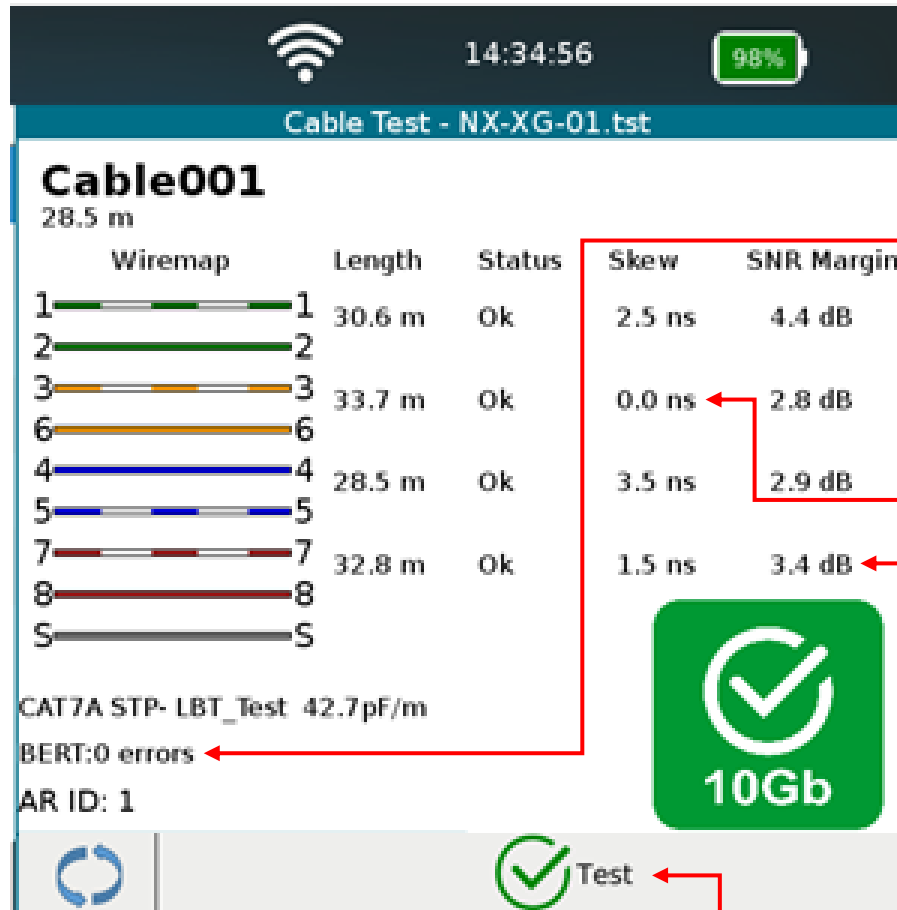 14:34:56 98%
Cable Test - NX-XG-01.tst
Cable001
28.5 m
Wiremap Length Status Skew SNR Margin
1 1 30.6 m Ok 2.5 ns 4.4 dB
2 2
3 3 33.7 m Ok 0.0 ns 2.8 dB
6 6
4 4 28.5 m Ok 3.5 ns 2.9 dB
5 5
7 7 32.8 m Ok 1.5 ns 3.4 dB
8 8
S S
CAT7A STP- LBT_Test 42.7pF/m
BERT:0 errors
10Gb
AR ID: 1
Test